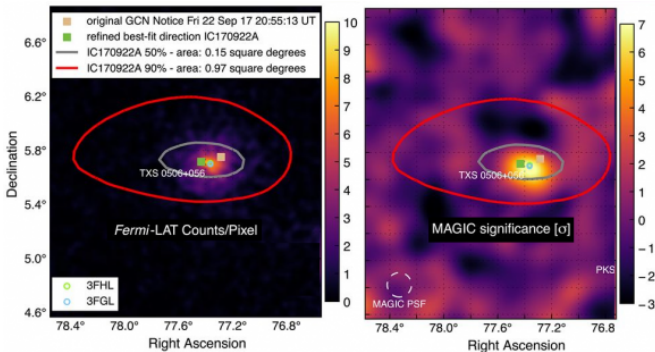 original GCN Notice Fri 22 Sep 17 20:55:13 UT
refined best-fit direction IC170922A
IC170922A 50% - area: 0.15 square degrees
IC170922A 90% - area: 0.97 square degrees
6.6°
6.2°
5.8°
5.4°
5.0°
4.6°
Declination
TXS 0506+056
Fermi-LAT Counts/Pixel
3FHL
3FGL
78.4°
78.0°
77.6°
77.2°
76.8°
Right Ascension
10
9
8
7
6
5
4
3
2
1
0
TXS 0506+056
MAGIC significance [σ]
PKS
MAGIC PSF
78.4°
78.0°
77.6°
77.2°
76.8°
Right Ascension
7
6
5
4
3
2
1
0
−1
−2
−3